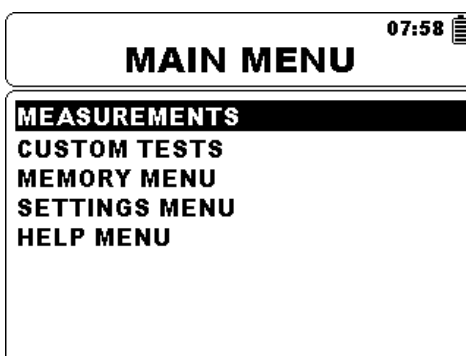 07:58
MAIN MENU
MEASUREMENTS
CUSTOM TESTS
MEMORY MENU
SETTINGS MENU
HELP MENU